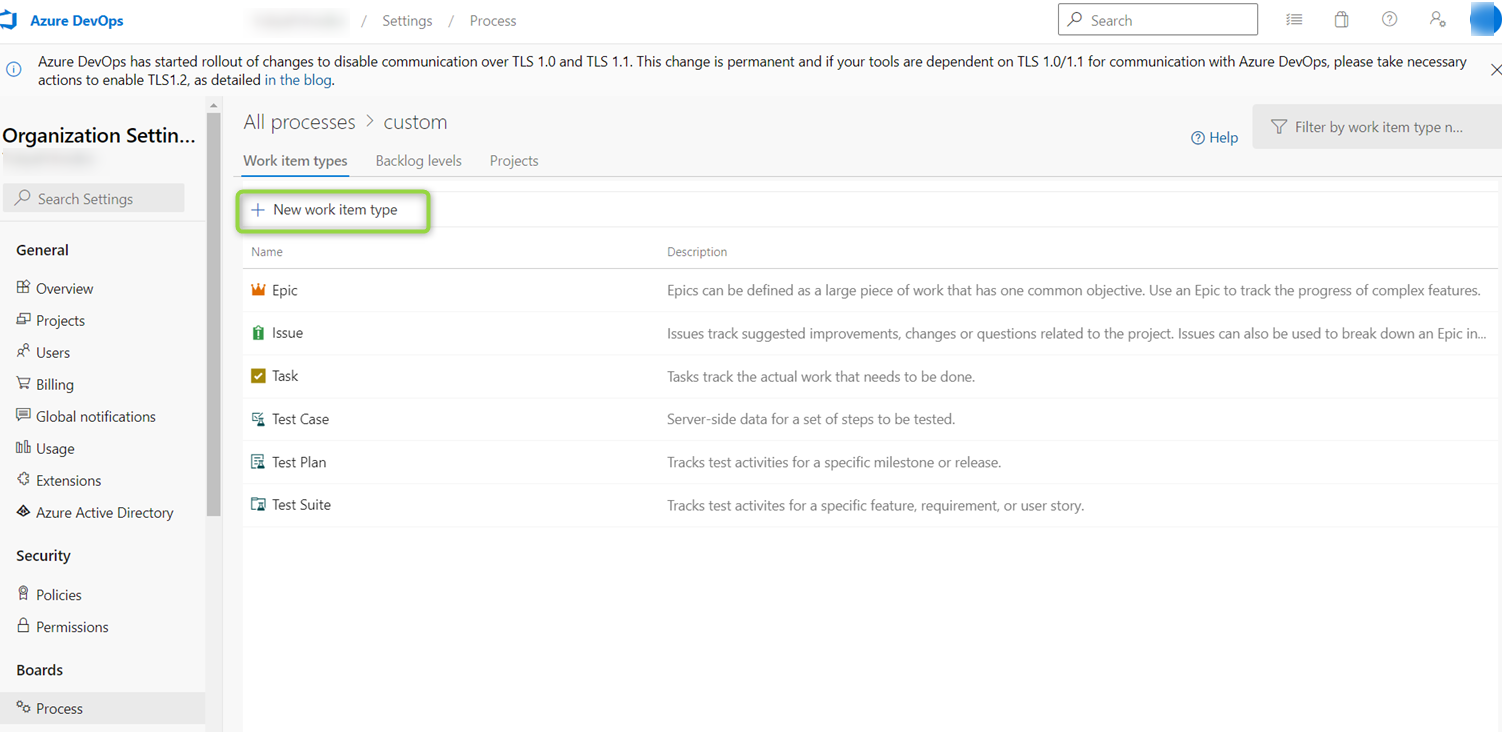 Azure DevOps / Settings / Process Search
Azure DevOps has started rollout of changes to disable communication over TLS 1.0 and TLS 1.1. This change is permanent and if your tools are dependent on TLS 1.0/1.1 for communication with Azure DevOps, please take necessary
actions to enable TLS1.2, as detailed in the blog.
Organization Settin...
Search Settings
General
Overview
Projects
Users
Billing
Global notifications
Usage
Extensions
Azure Active Directory
Security
Policies
Permissions
Boards
Process
All processes > custom
Help
Filter by work item type n...
Work item types Backlog levels Projects
+ New work item type
Name Description
Epic Epics can be defined as a large piece of work that has one common objective. Use an Epic to track the progress of complex features.
Issue Issues track suggested improvements, changes or questions related to the project. Issues can also be used to break down an Epic in...
Task Tasks track the actual work that needs to be done.
Test Case Server-side data for a set of steps to be tested.
Test Plan Tracks test activities for a specific milestone or release.
Test Suite Tracks test activites for a specific feature, requirement, or user story.